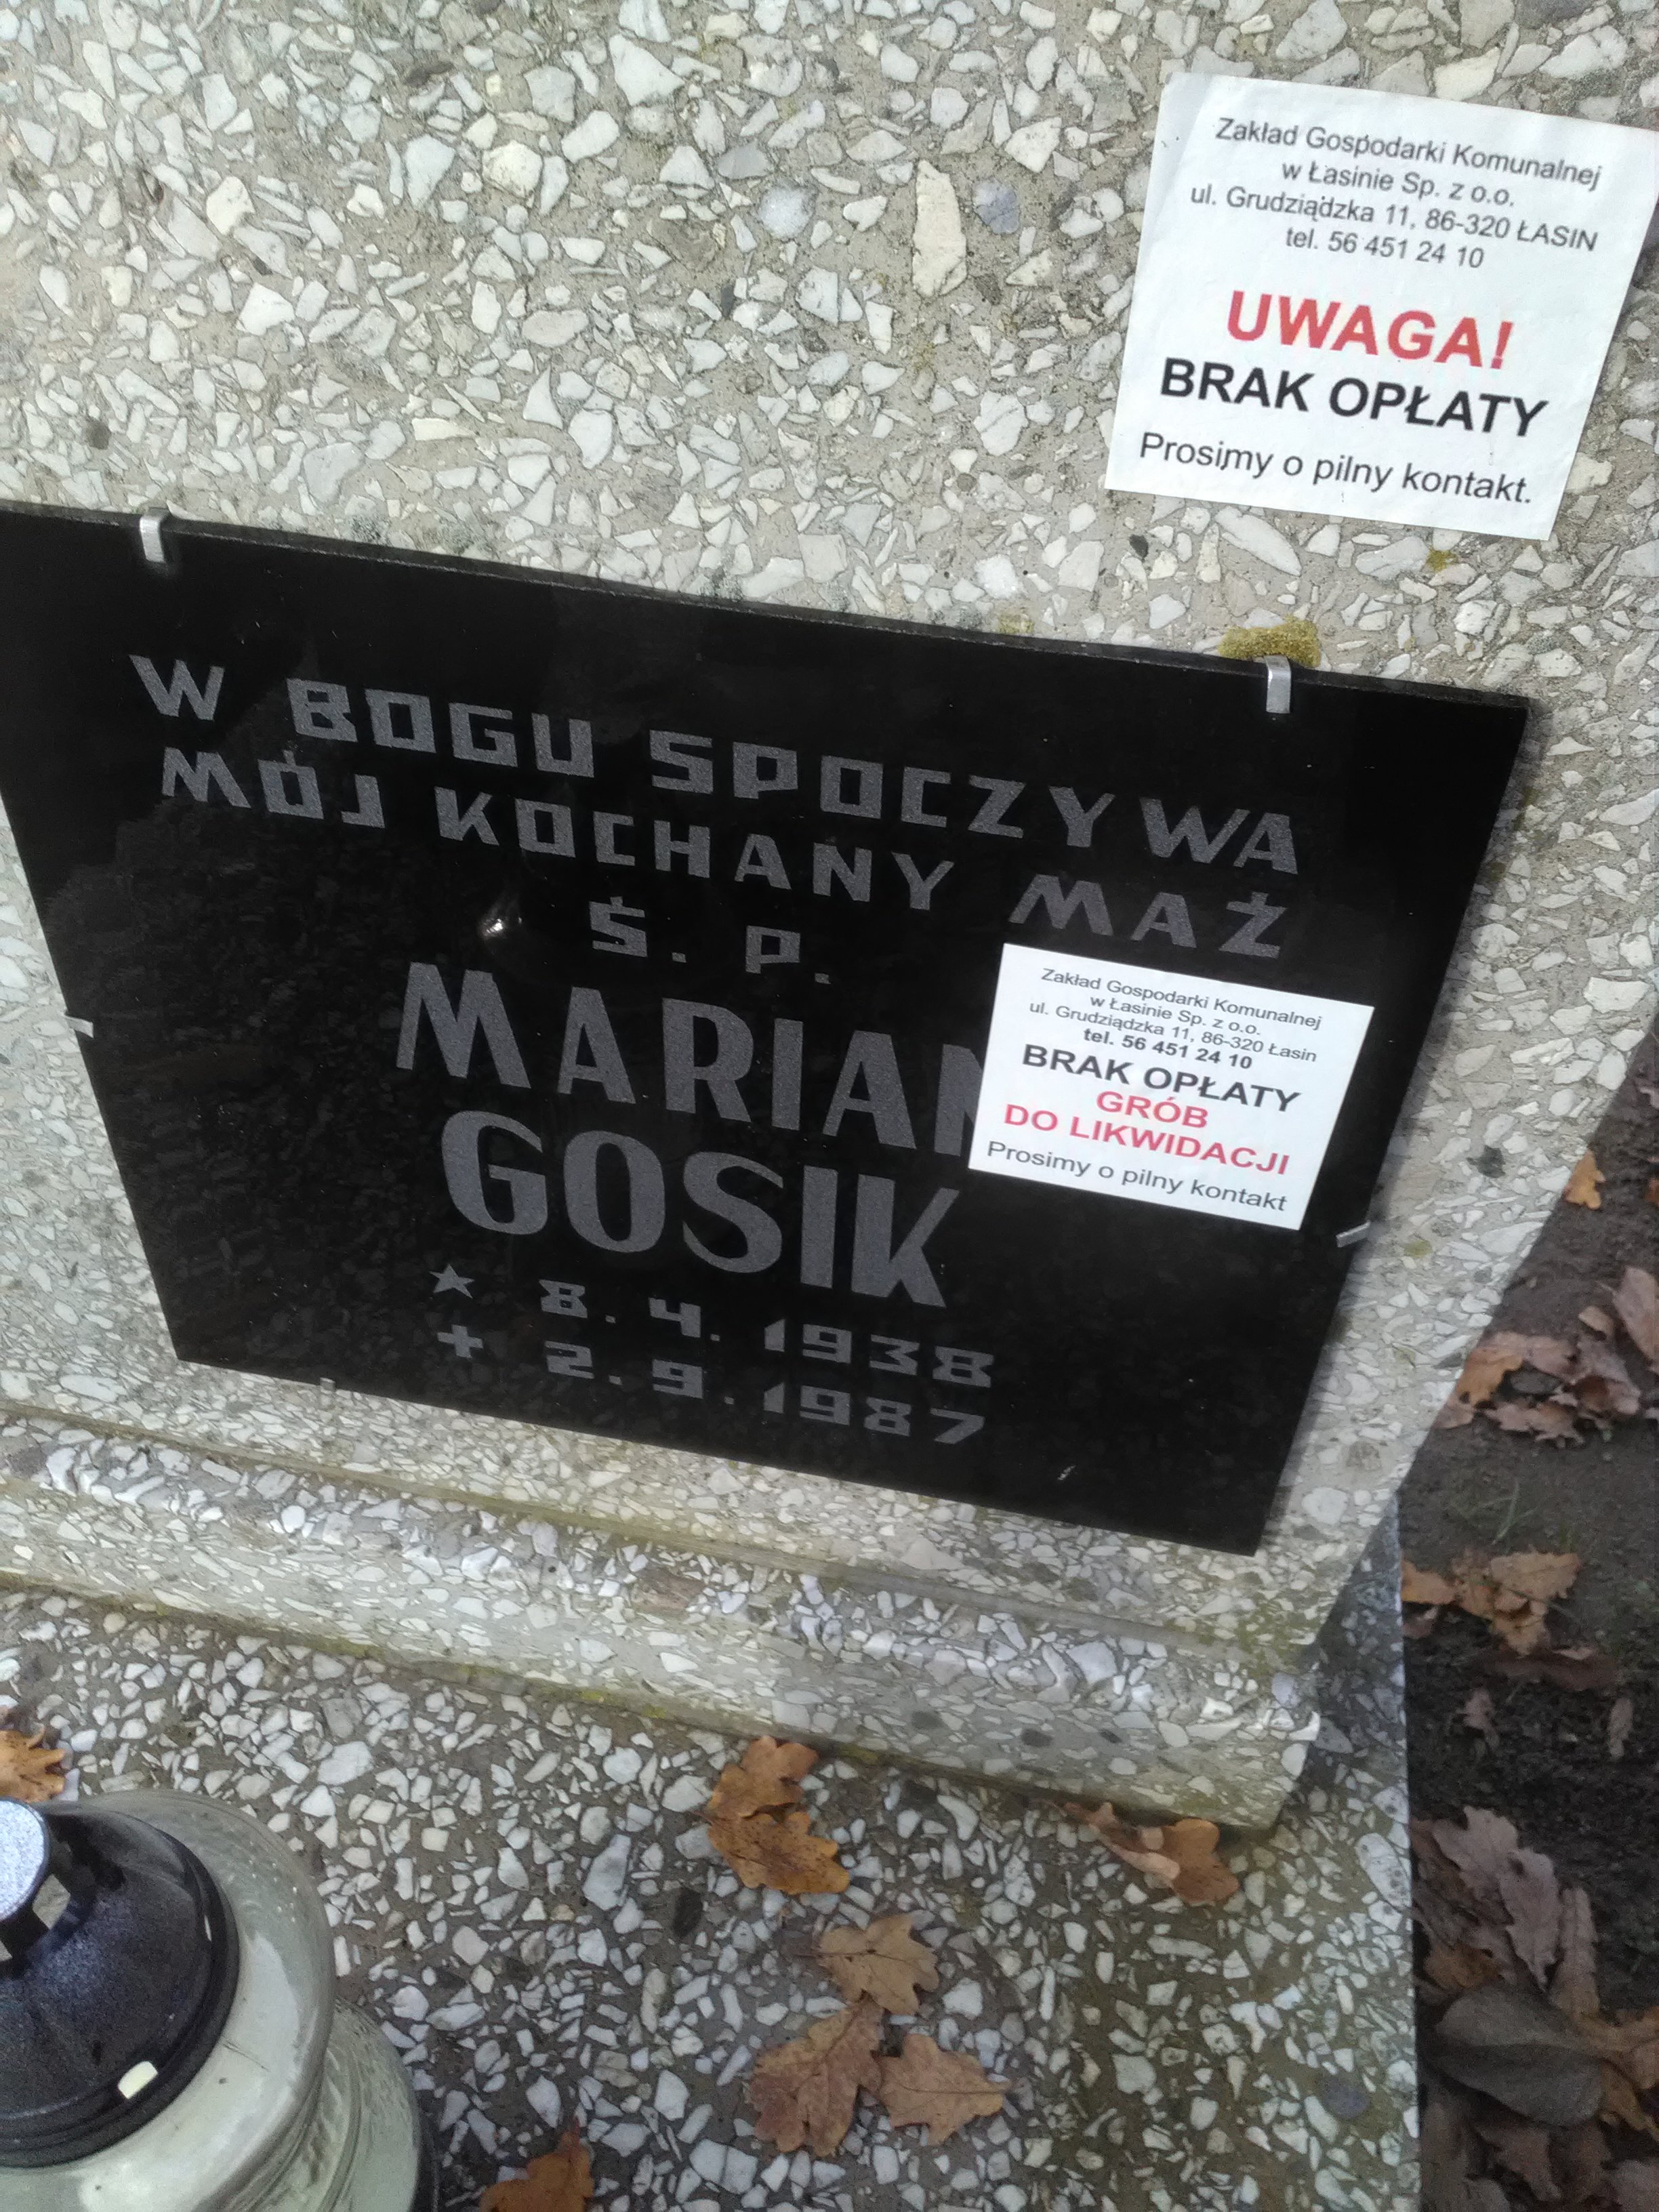 Zakład Gospodarki Komunalnej
w Łasinie Sp. z o.o.
ul. Grudziądzka 11, 86-320 ŁASIN
tel. 56 451 24 10
UWAGA!
BRAK OPŁATY
Prosimy o pilny kontakt.
W BOGU SPOCZYWA
MÓJ KOCHANY MAŻ
Ś. P.
MARIAN
GOSIK
★ 8. 4. 1938
+ 2. 9. 1987
Zakład Gospodarki Komunalnej
w Łasinie Sp. z o.o.
ul. Grudziądzka 11, 86-320 Łasin
tel. 56 451 24 10
BRAK OPŁATY
GRÓB
DO LIKWIDACJI
Prosimy o pilny kontakt